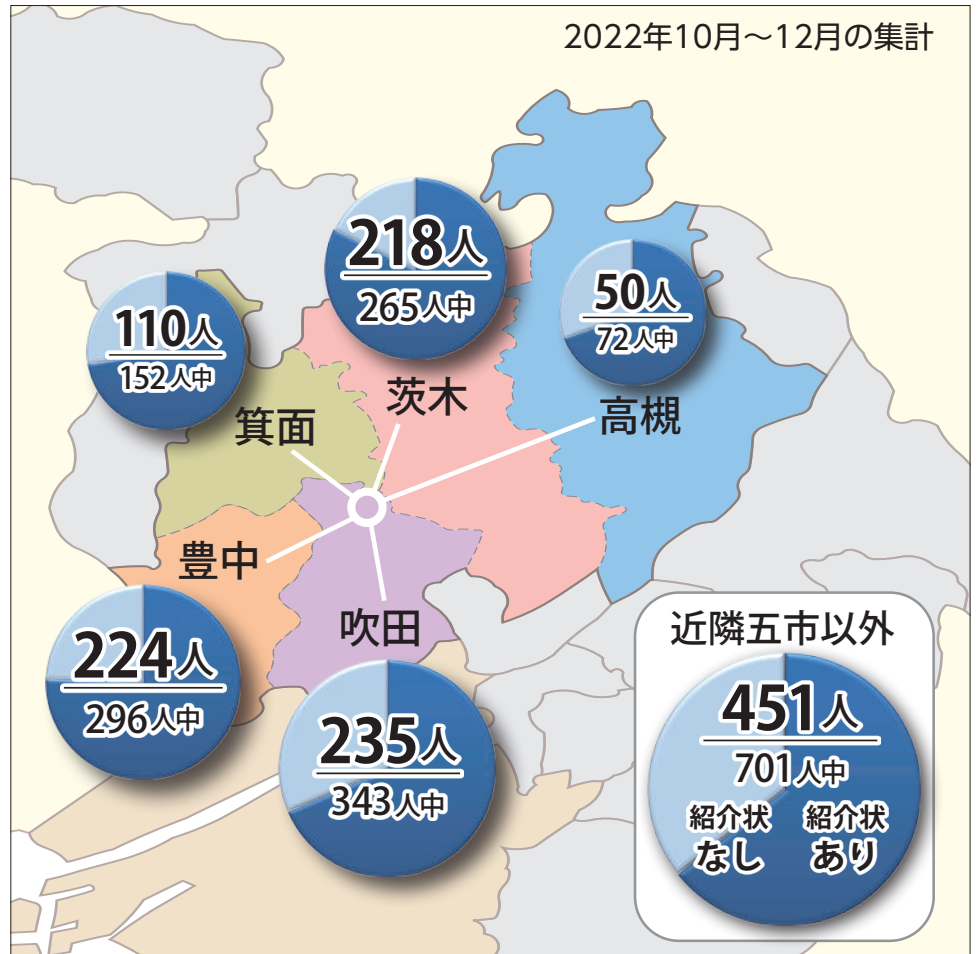 2022年10月～12月の集計
218人
265人中
茨木
50人
72人中
高槻
110人
152人中
箕面
豊中
224人
296人中
吹田
235人
343人中
近隣五市以外
451人
701人中
紹介状
なし
紹介状
あり